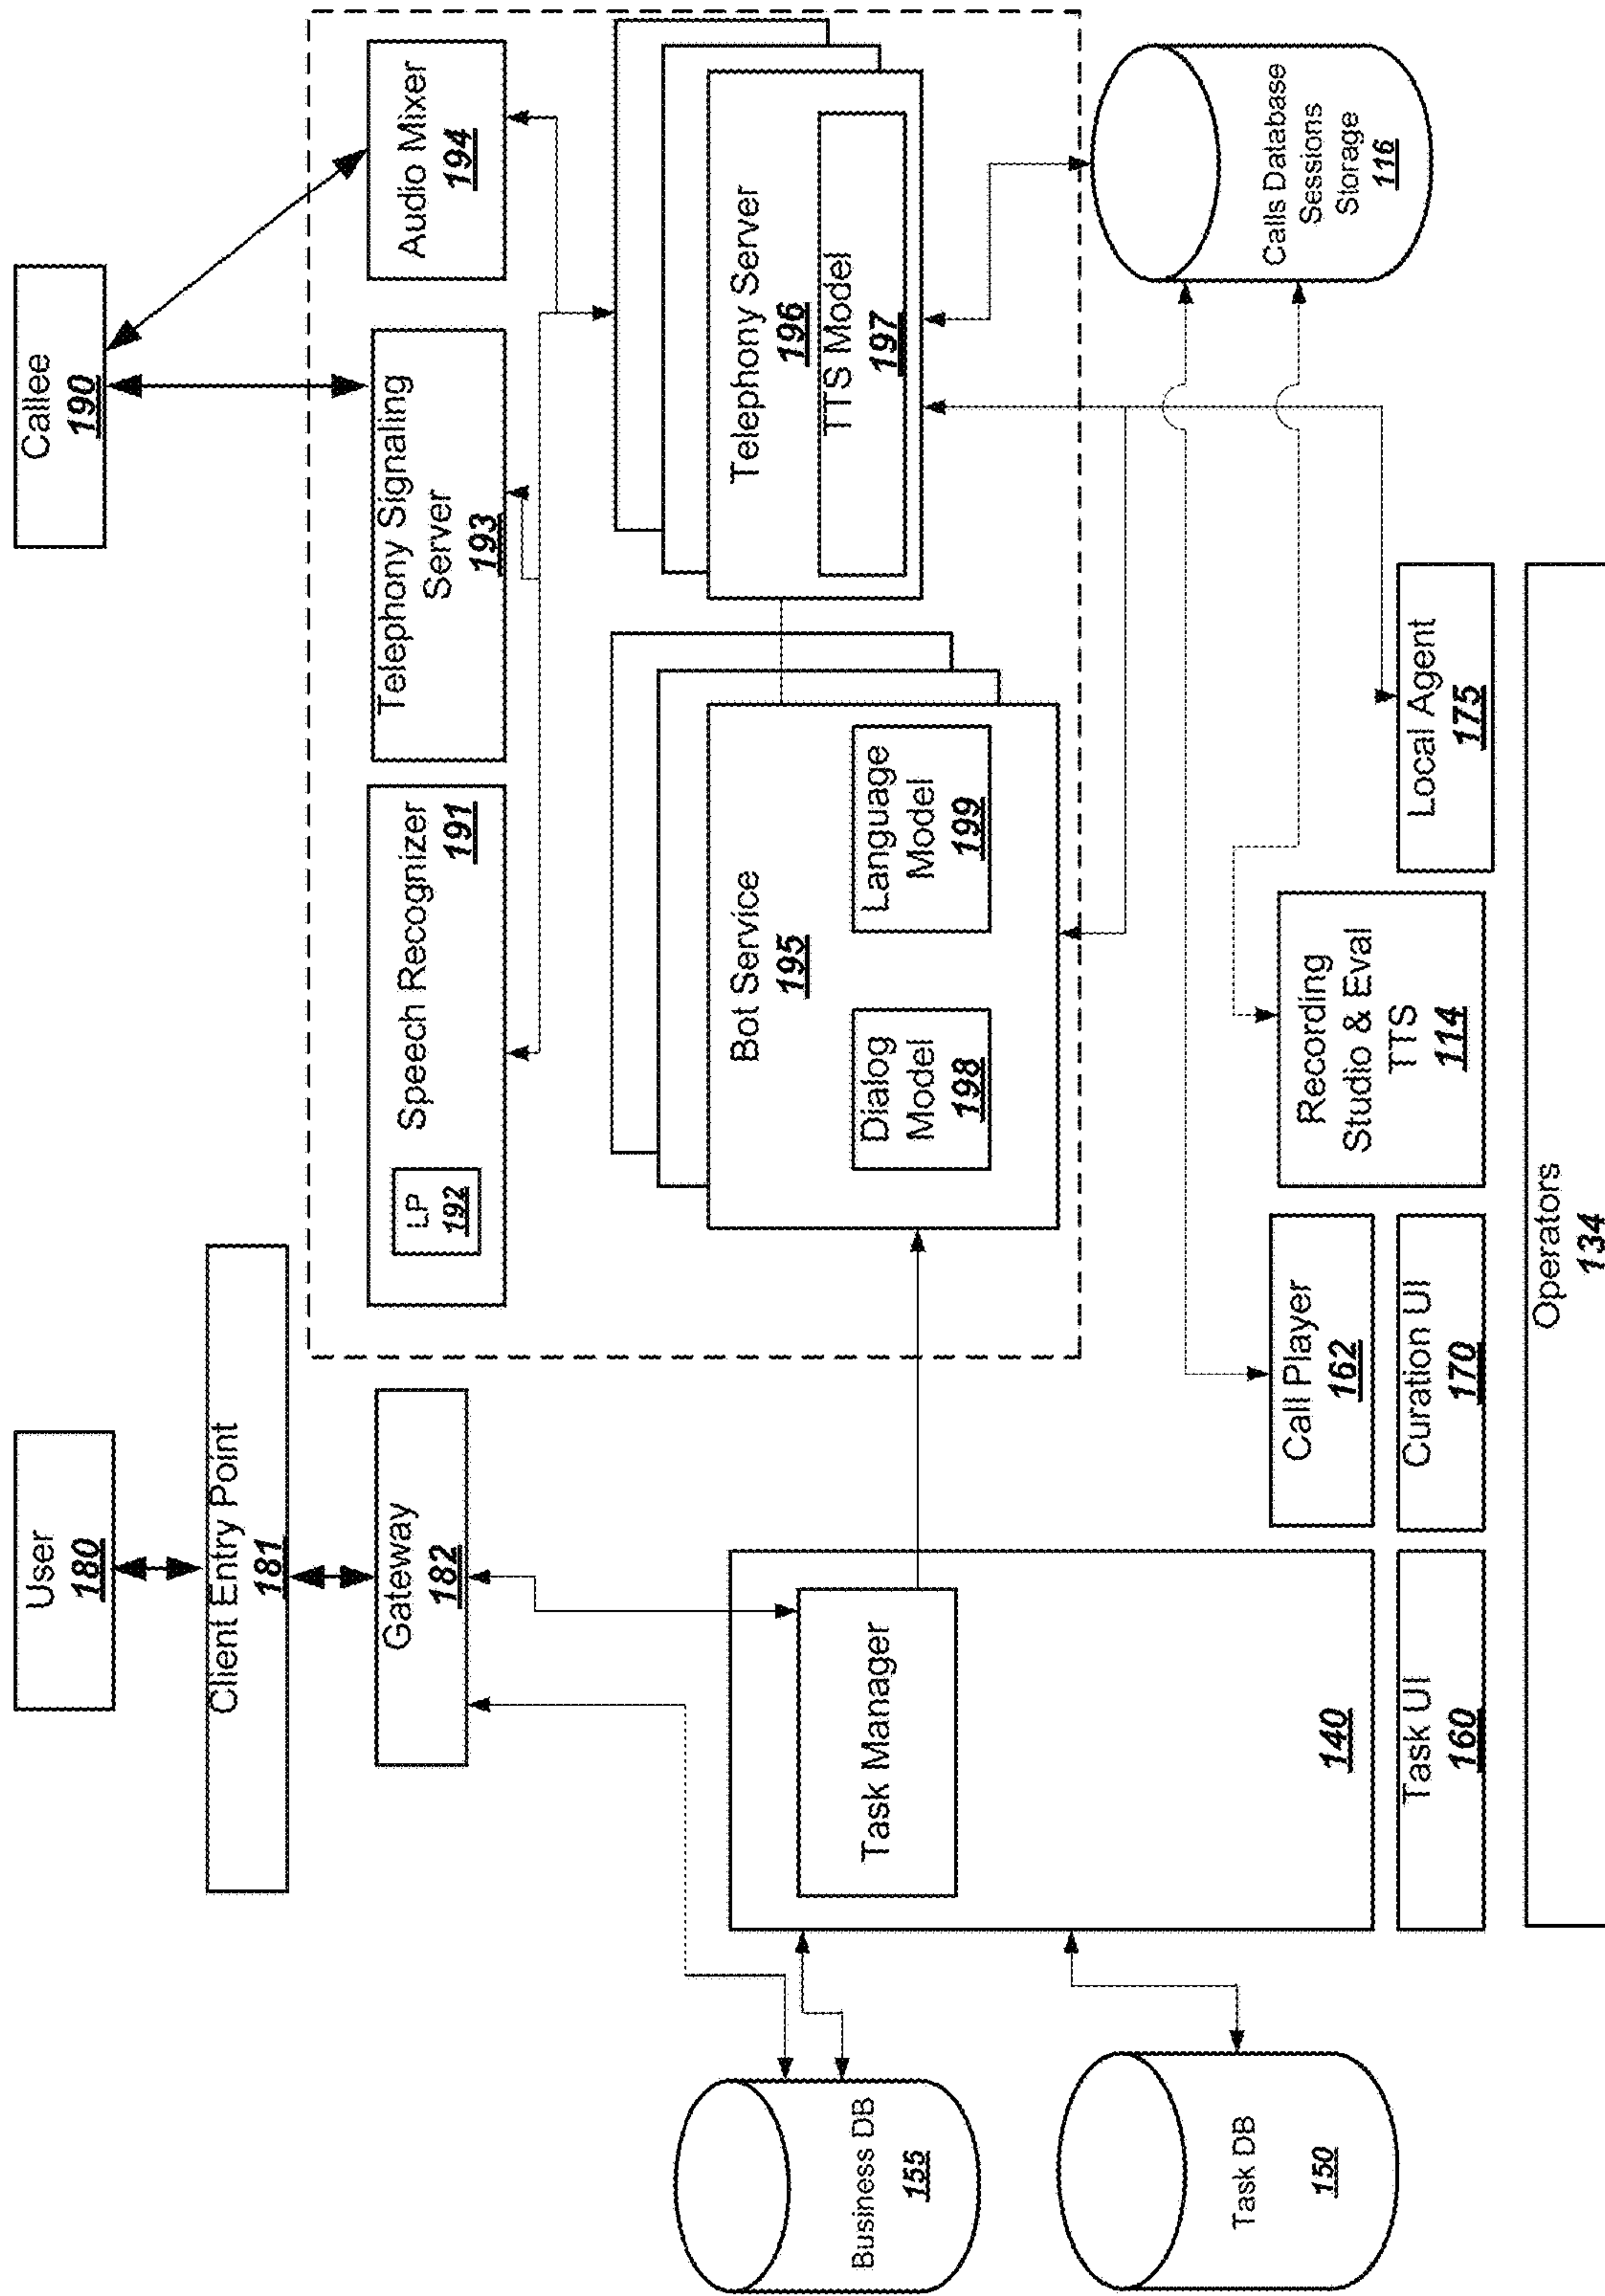 User
180
Callee
190
Client Entry Point
181
Gateway
182
LP
192
Speech Recognizer
191
Telephony Signaling
Server
193
Audio Mixer
194
Business DB
155
Task Manager
140
Bot Service
195
Dialog
Model
198
Language
Model
199
Telephony Server
196
TTS Model
197
Task DB
150
Calls Database
Sessions
Storage
116
Task UI
160
Call Player
162
Curation UI
170
Recording
Studio & Eval
TTS
114
Local Agent
175
Operators
134